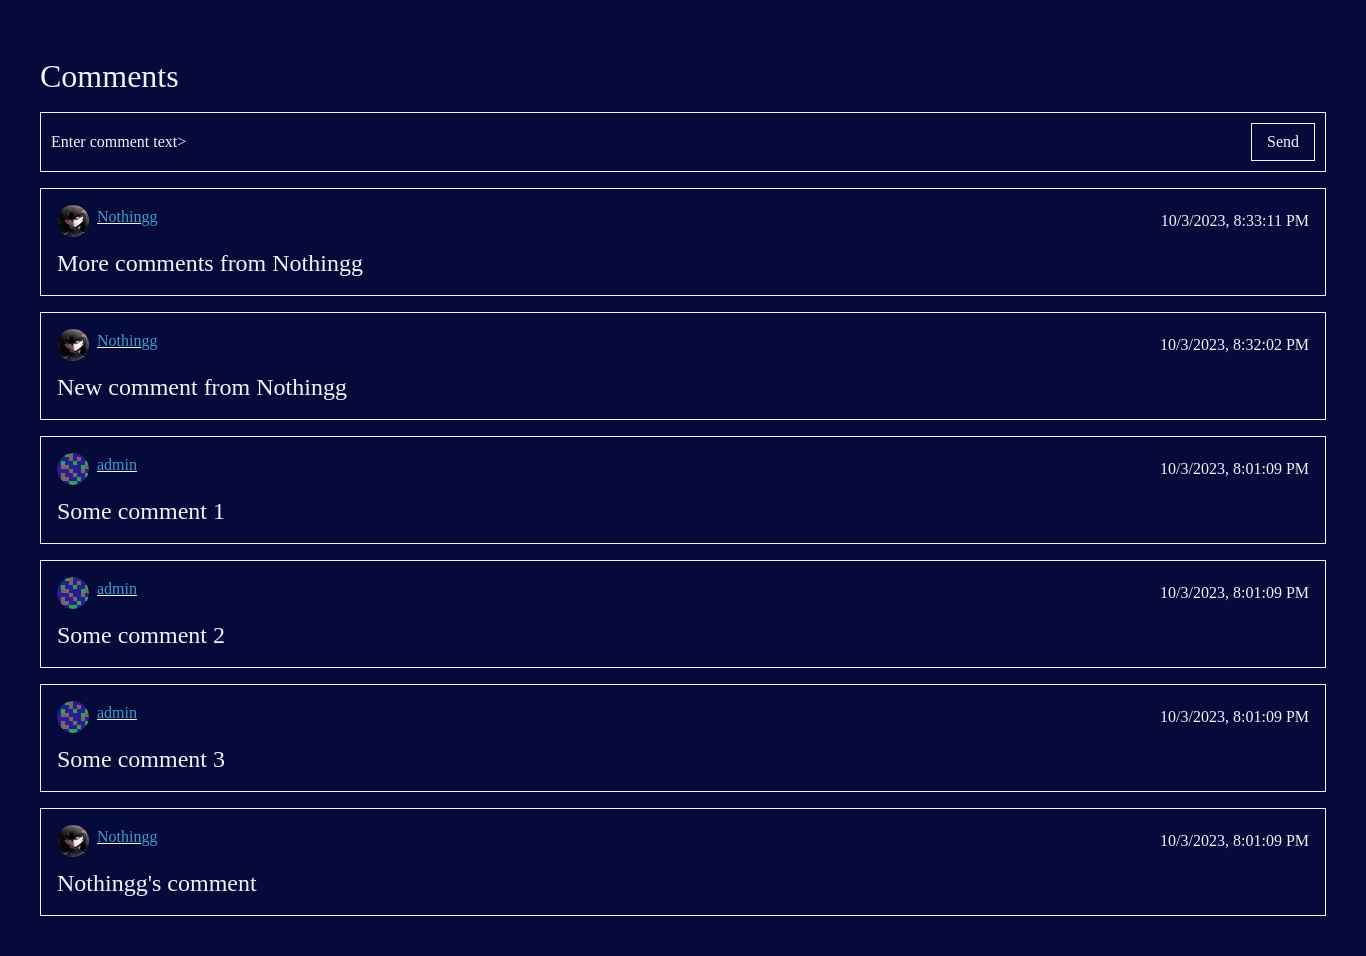 Comments
Enter comment text>
Send
Nothingg
10/3/2023, 8:33:11 PM
More comments from Nothingg
Nothingg
10/3/2023, 8:32:02 PM
New comment from Nothingg
admin
10/3/2023, 8:01:09 PM
Some comment 1
admin
10/3/2023, 8:01:09 PM
Some comment 2
admin
10/3/2023, 8:01:09 PM
Some comment 3
Nothingg
10/3/2023, 8:01:09 PM
Nothingg's comment